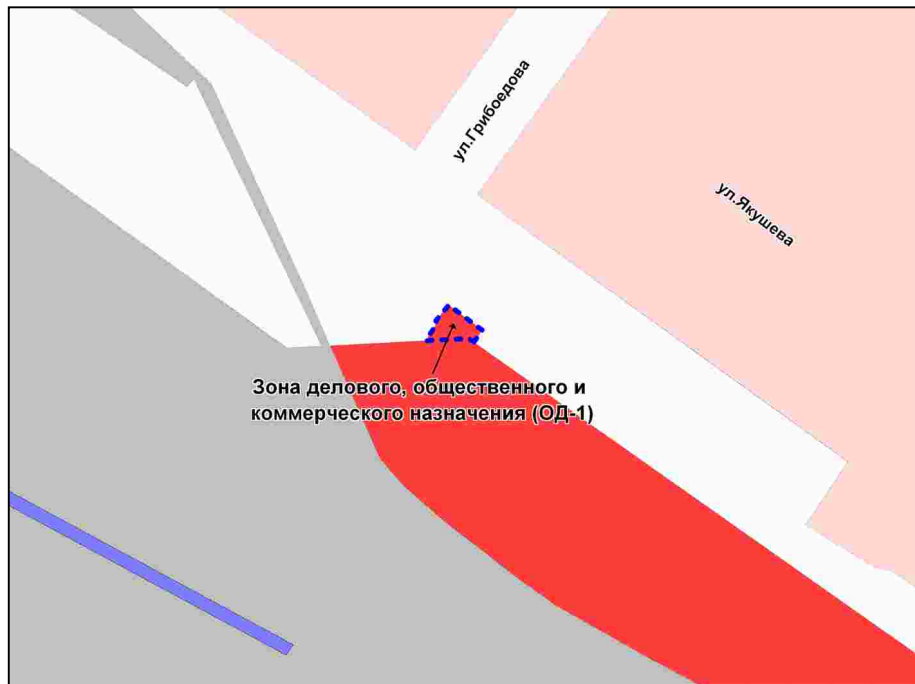 ул.Грибоедова
ул.Якушева
Зона делового, общественного и
коммерческого назначения (ОД-1)